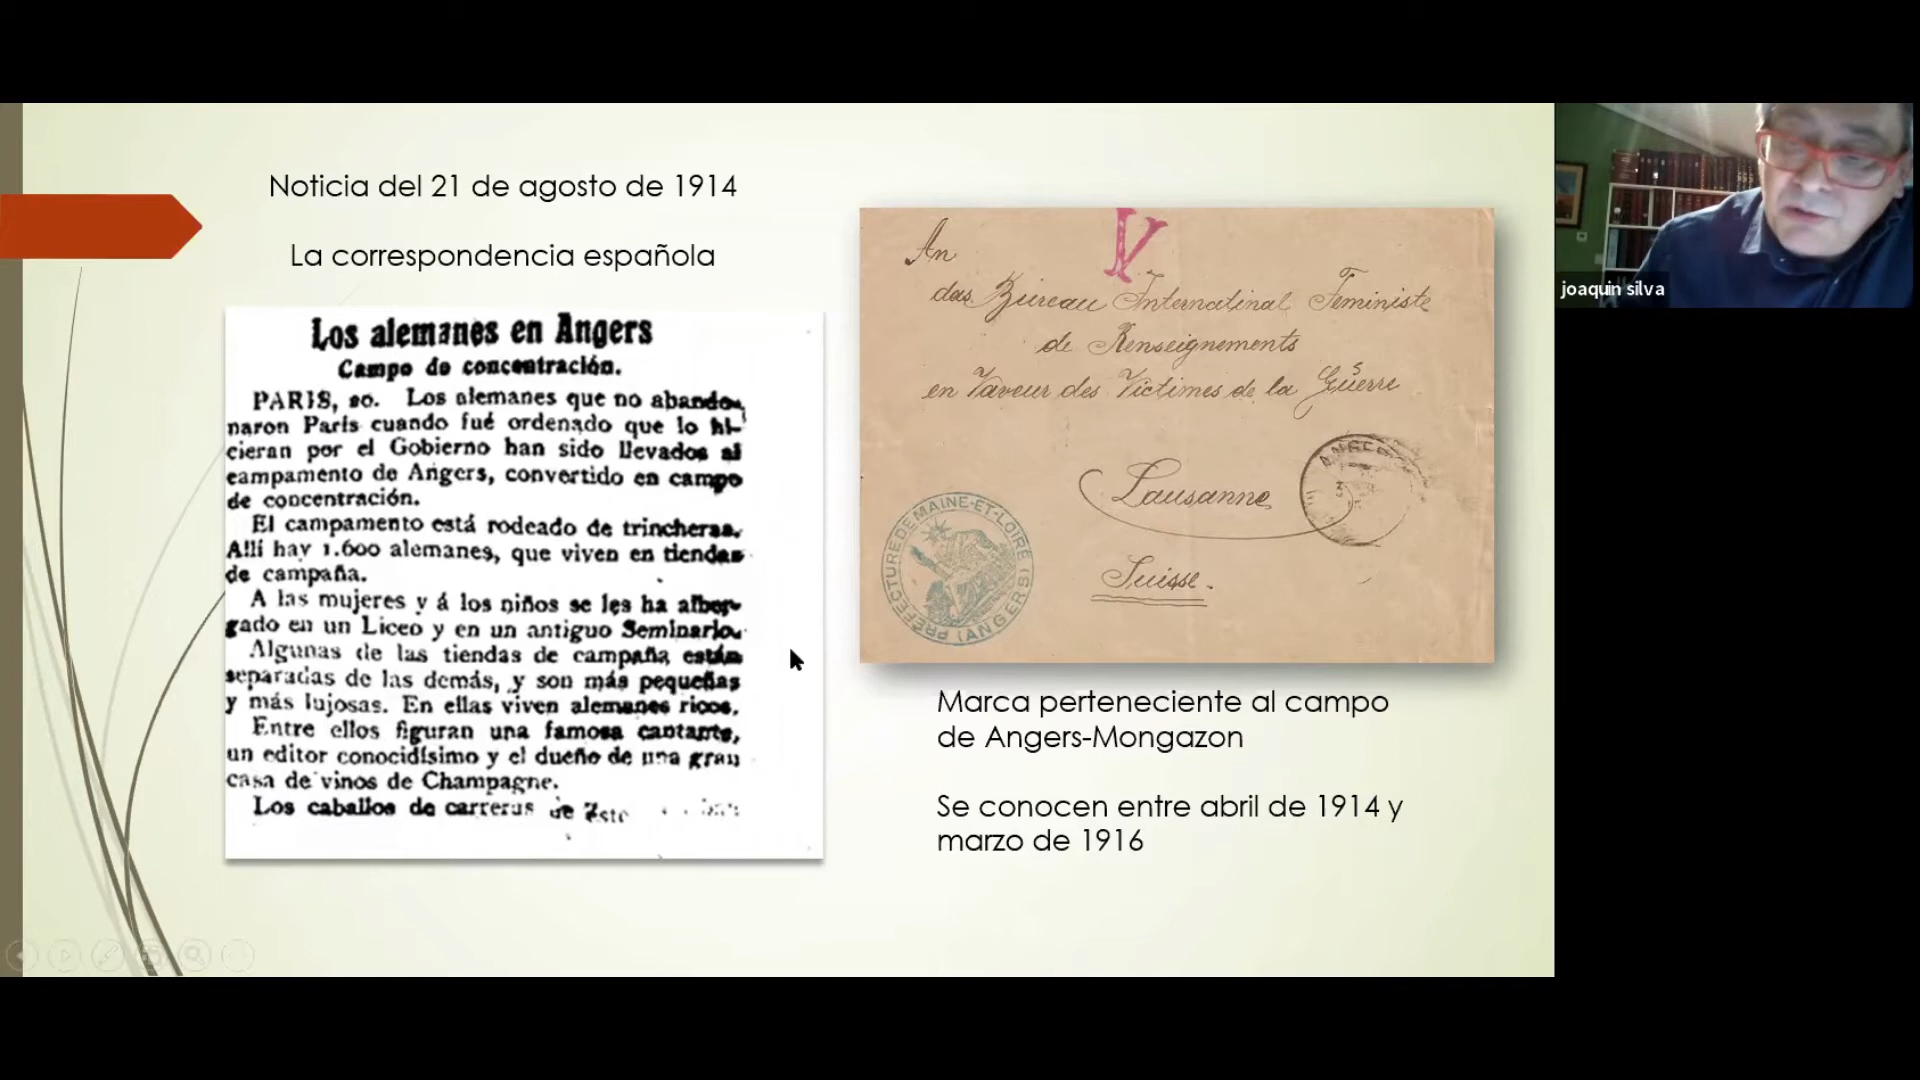 Noticia del 21 de agosto de 1914
La correspondencia española
Los alemanes en Angers
Campo de concentración.
PARIS, 20. Los alemanes que no abando-
naron París cuando fué ordenado que lo hi-
cieran por el Gobierno han sido llevados al
campamento de Angers, convertido en campo
de concentración.
El campamento está rodeado de trincheras.
Allí hay 1.600 alemanes, que viven en tiendas
de campaña.
A las mujeres y á los niños se les ha alber-
gado en un Liceo y en un antiguo Seminario.
Algunas de las tiendas de campaña están
separadas de las demás, y son más pequeñas
y más lujosas. En ellas viven alemanes ricos.
Entre ellos figuran una famosa cantante,
un editor conocidísimo y el dueño de una gran
casa de vinos de Champagne.
Los caballos de carreras de
V
An
das Büreau Internatinal Feministe
de Renseignements
en Faveur des Victimes de la Guerre
Lausanne
Suisse.
ANGERS
PRÉFECTURE DE MAINE-ET-LOIRE
(ANGERS)
Marca perteneciente al campo
de Angers-Mongazon
Se conocen entre abril de 1914 y
marzo de 1916
joaquin silva